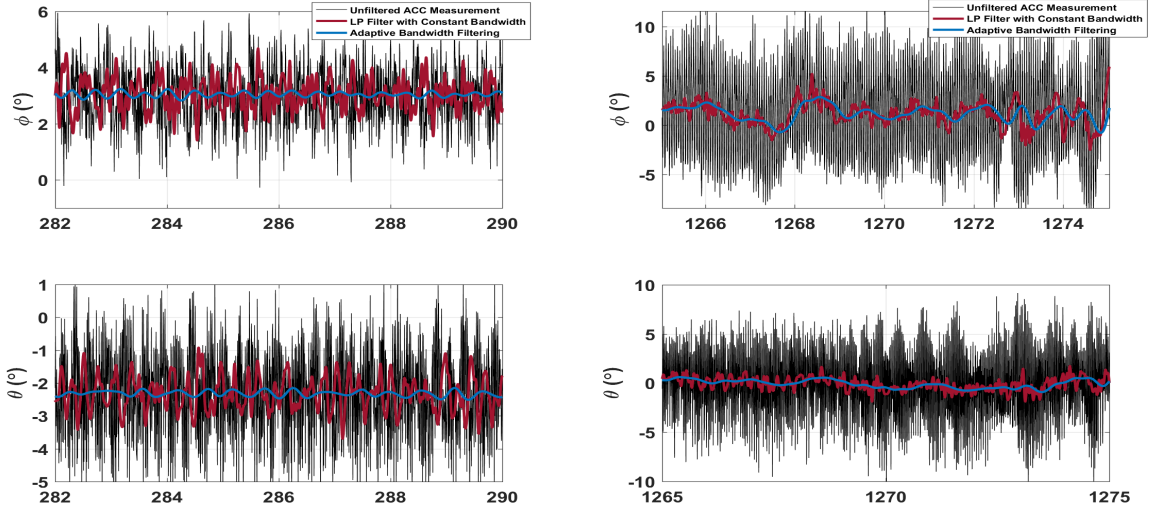 Unfiltered ACC Measurement
LP Filter with Constant Bandwidth
Adaptive Bandwidth Filtering
6
4
2
0
ϕ (°)
282 284 286 288 290
Unfiltered ACC Measurement
LP Filter with Constant Bandwidth
Adaptive Bandwidth Filtering
10
5
0
-5
ϕ (°)
1266 1268 1270 1272 1274
1
0
-1
-2
-3
-4
-5
θ (°)
282 284 286 288 290
10
5
0
-5
-10
θ (°)
1265 1270 1275